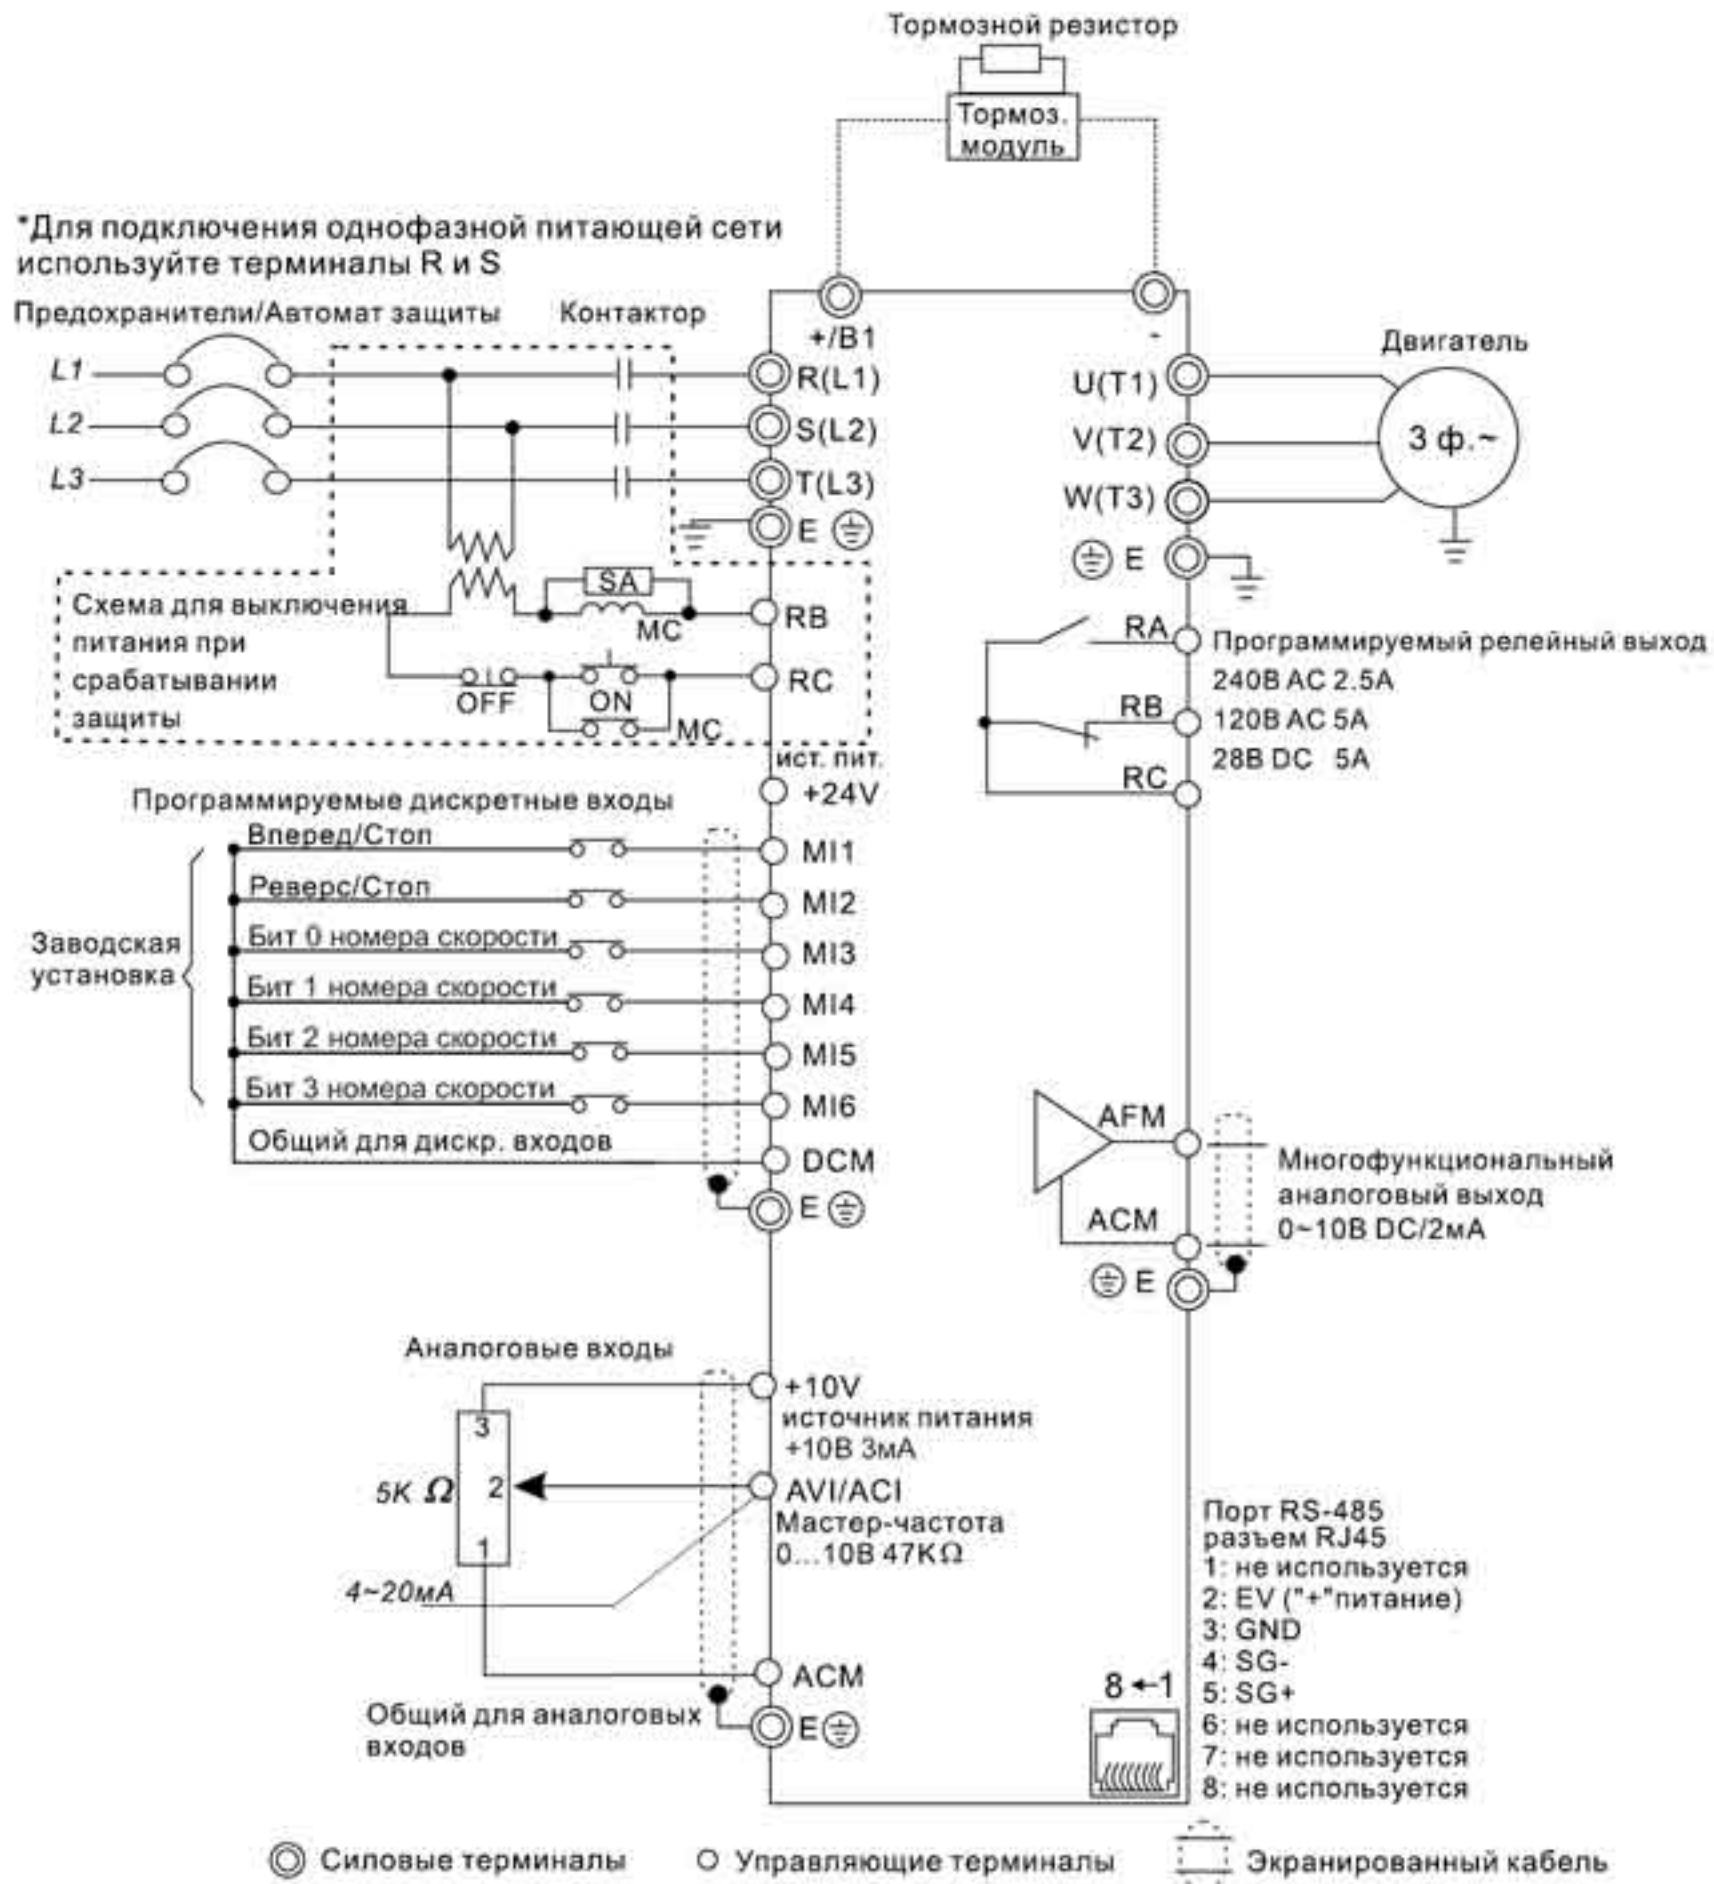 Тормозной резистор
Тормоз.
модуль
*Для подключения однофазной питающей сети
используйте терминалы R и S
Предохранители/Автомат защиты
Контактор
+/B1
-
Двигатель
L1
R(L1)
U(T1)
L2
S(L2)
V(T2)
3 ф.~
L3
T(L3)
W(T3)
E
E
Схема для выключения
питания при
срабатывании
защиты
SA
MC
RB
OFF
ON
MC
RC
RA
RB
RC
Программируемый релейный выход
240В AC 2.5A
120В AC 5A
28В DC 5A
ист. пит.
+24V
Программируемые дискретные входы
Заводская
установка
Вперед/Стоп
MI1
Реверс/Стоп
MI2
Бит 0 номера скорости
MI3
Бит 1 номера скорости
MI4
Бит 2 номера скорости
MI5
Бит 3 номера скорости
MI6
Общий для дискр. входов
DCM
E
AFM
ACM
E
Многофункциональный
аналоговый выход
0~10В DC/2мА
Аналоговые входы
+10V
источник питания
+10В 3мА
3
5K Ω
2
1
AVI/ACI
Мастер-частота
0...10В 47KΩ
4~20мА
ACM
Общий для аналоговых
входов
E
8←1
Порт RS-485
разъем RJ45
1: не используется
2: EV ("+"питание)
3: GND
4: SG-
5: SG+
6: не используется
7: не используется
8: не используется
Силовые терминалы
Управляющие терминалы
Экранированный кабель